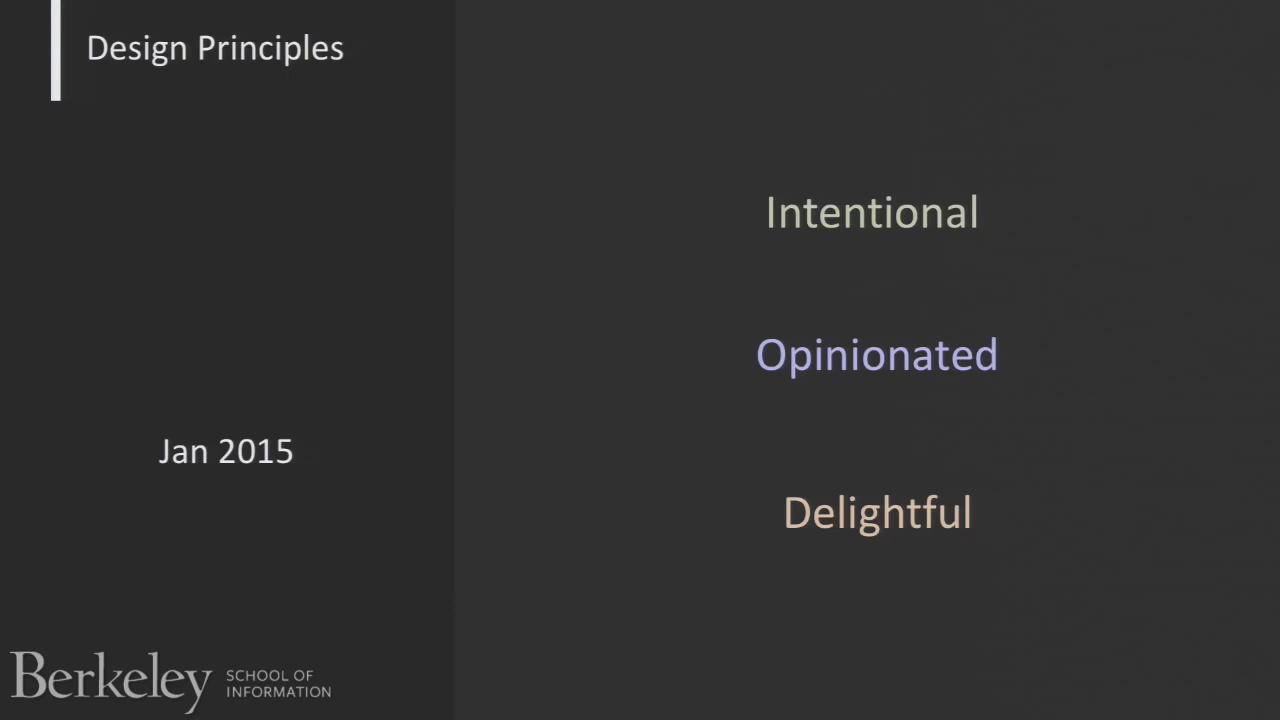 Design Principles
Intentional
Opinionated
Jan 2015
Delightful
Berkeley SCHOOL OF
INFORMATION